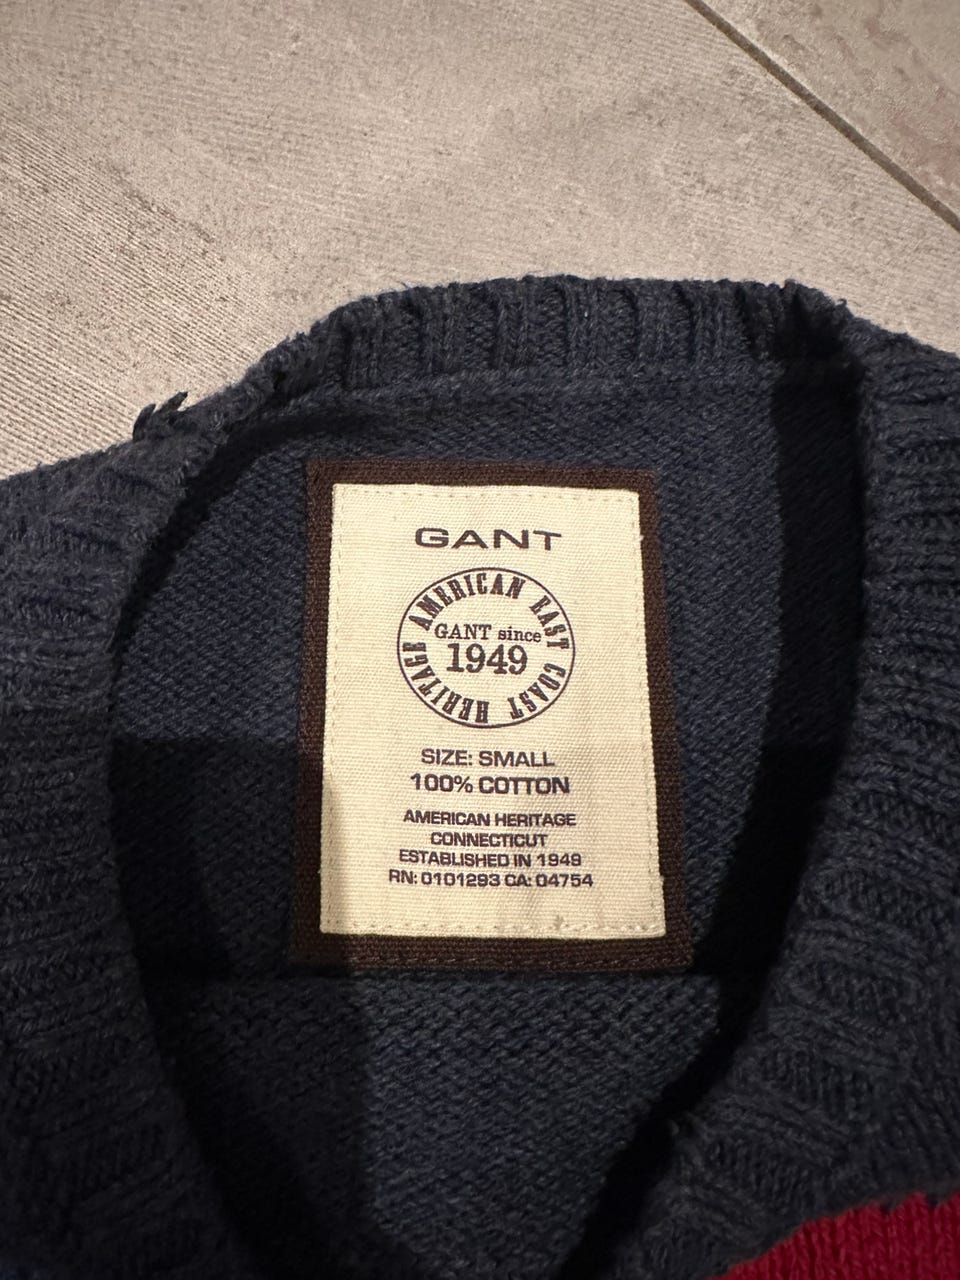 GANT
AMERICAN EAST COAST HERITAGE
GANT since
1949
SIZE: SMALL
100% COTTON
AMERICAN HERITAGE
CONNECTICUT
ESTABLISHED IN 1949
RN: 0101293 CA: 04754